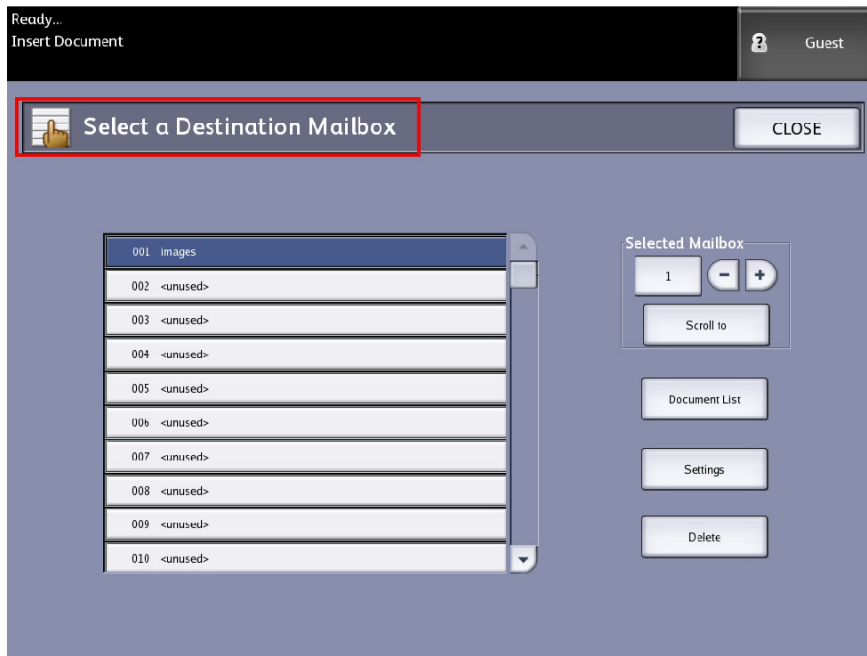 Ready...
Insert Document
Guest
Select a Destination Mailbox
CLOSE
001 images
002 <unused>
003 <unused>
004 <unused>
005 <unused>
006 <unused>
007 <unused>
008 <unused>
009 <unused>
010 <unused>
Selected Mailbox
1 - +
Scroll to
Document List
Settings
Delete